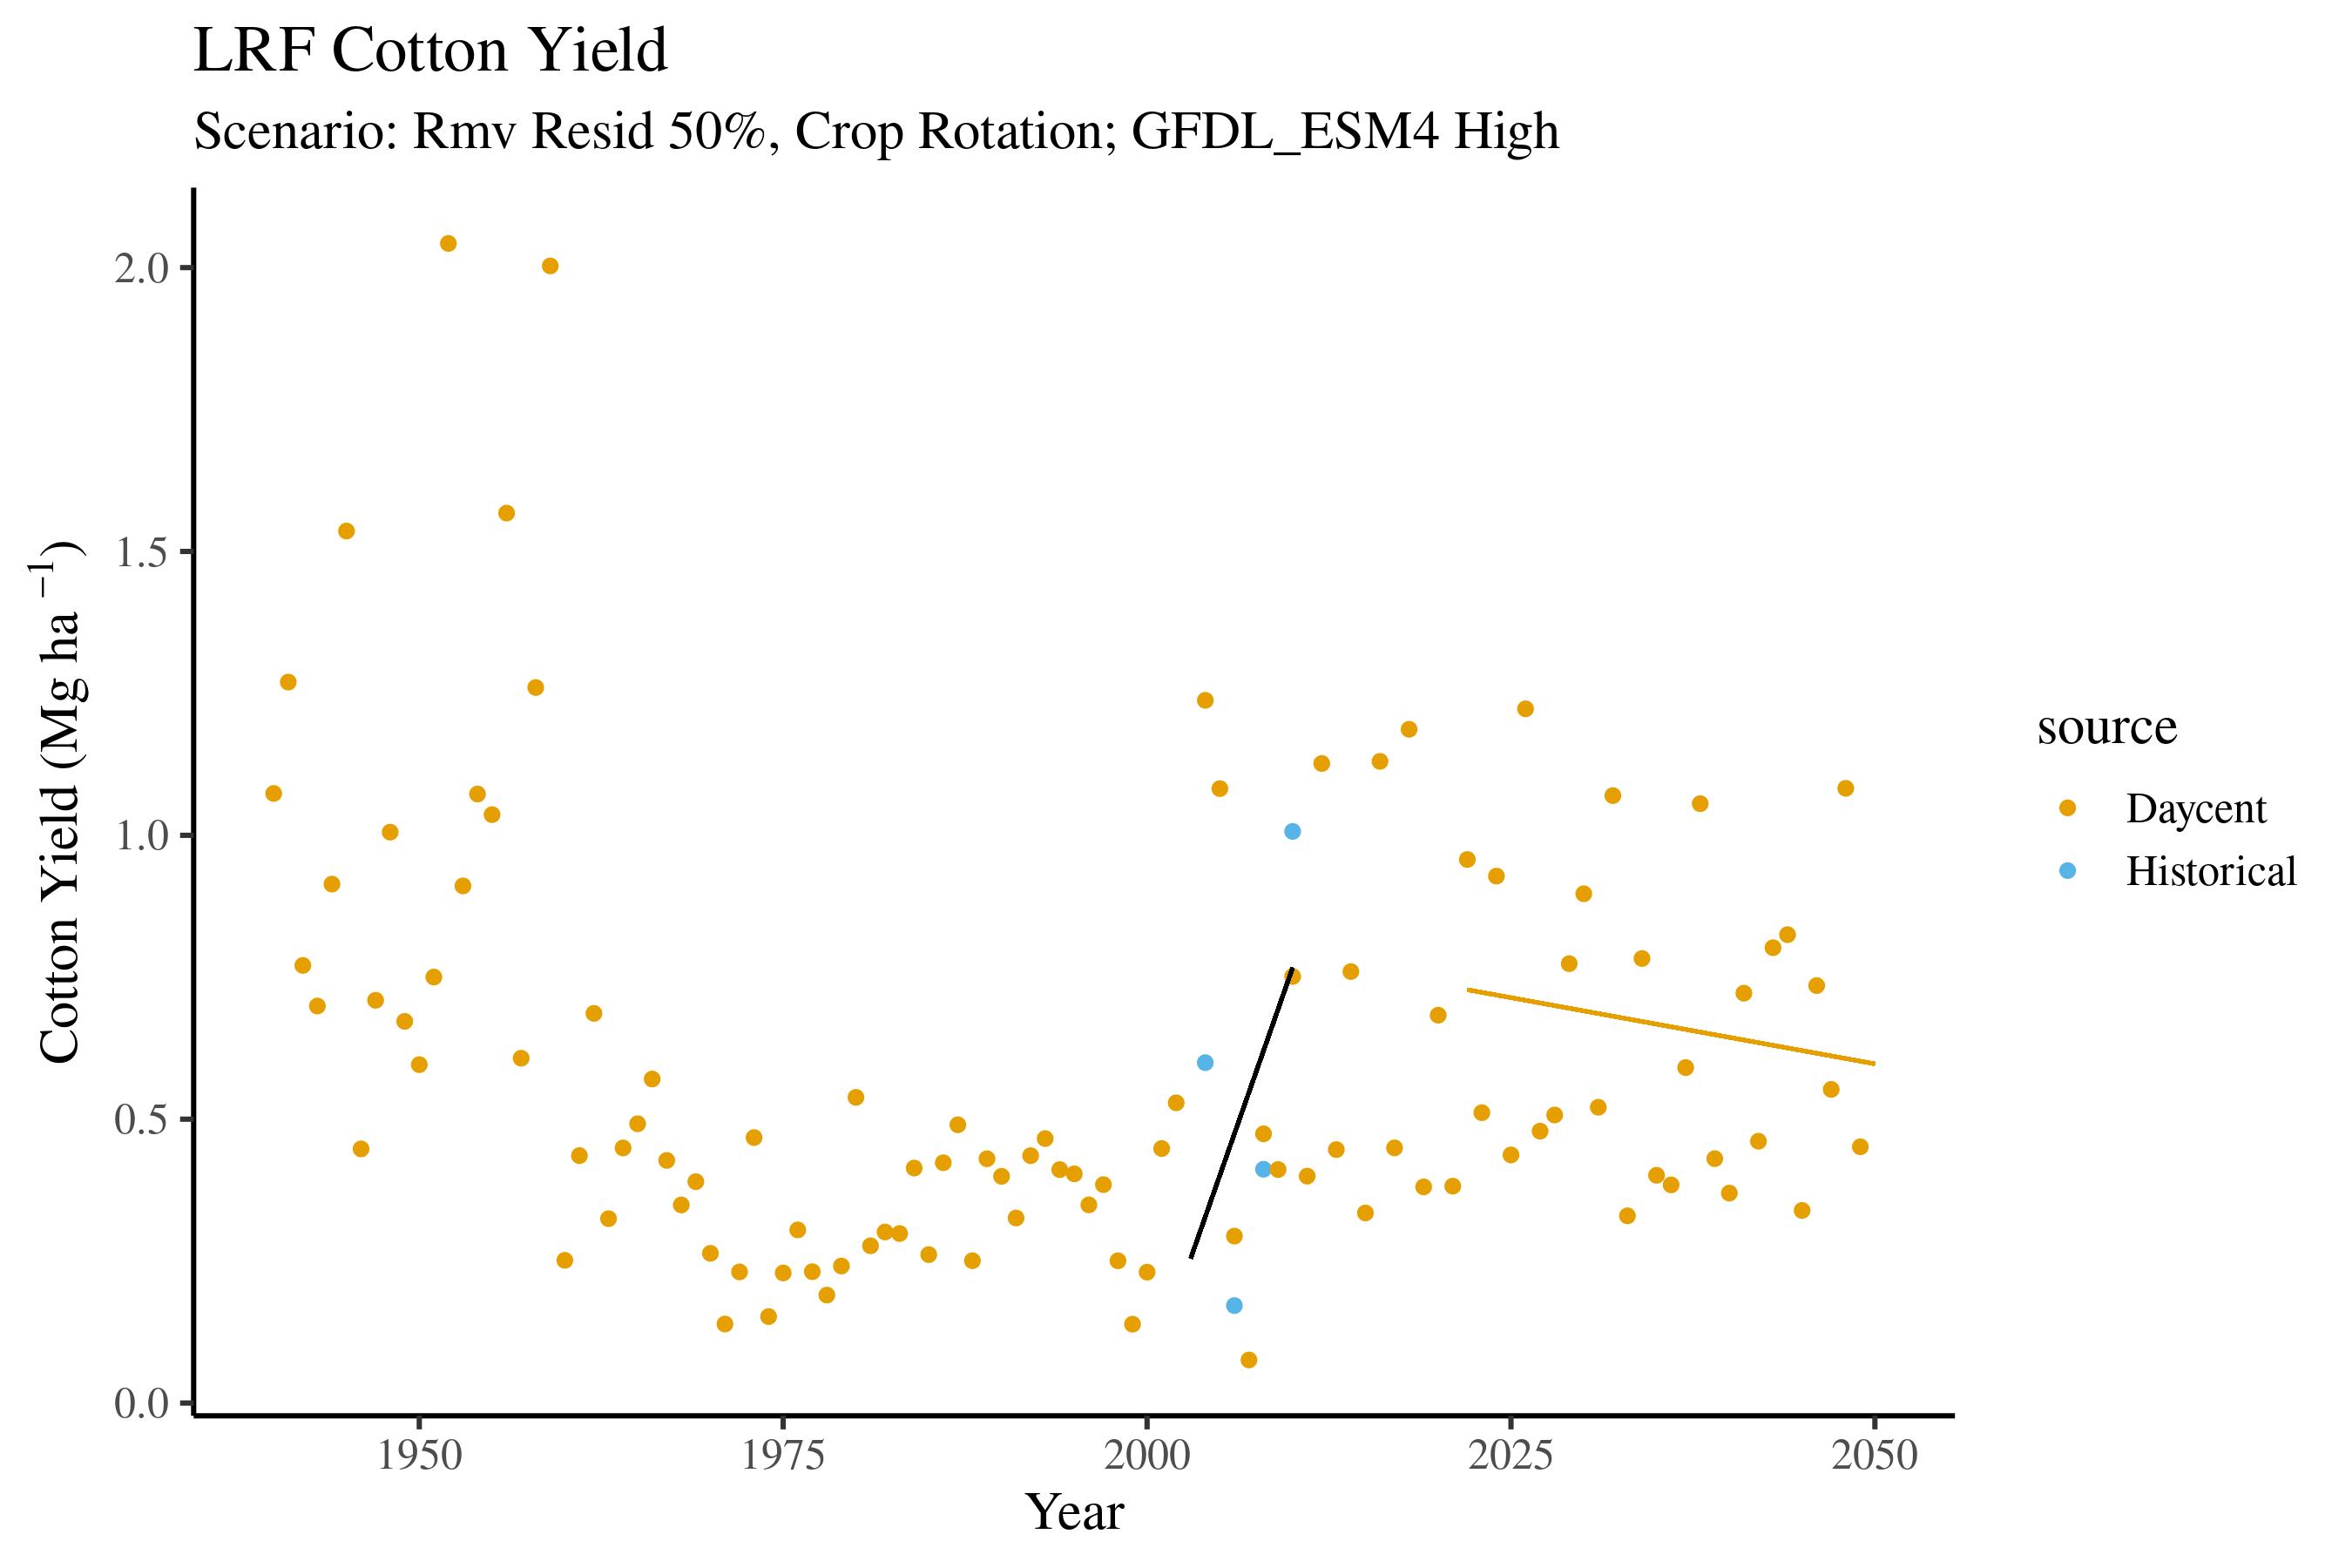 LRF Cotton Yield
Scenario: Rmv Resid 50%, Crop Rotation; GFDL_ESM4 High
Cotton Yield (Mg ha⁻¹)
2.0
1.5
1.0
0.5
0.0
1950 1975 2000 2025 2050
Year
source
Daycent
Historical